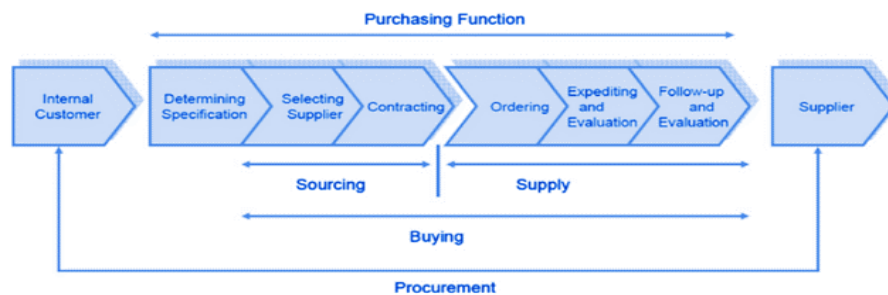 Purchasing Function
Internal
Customer
Determining
Specification
Selecting
Supplier
Contracting
Ordering
Expediting
and
Evaluation
Follow-up
and
Evaluation
Supplier
Sourcing
Supply
Buying
Procurement